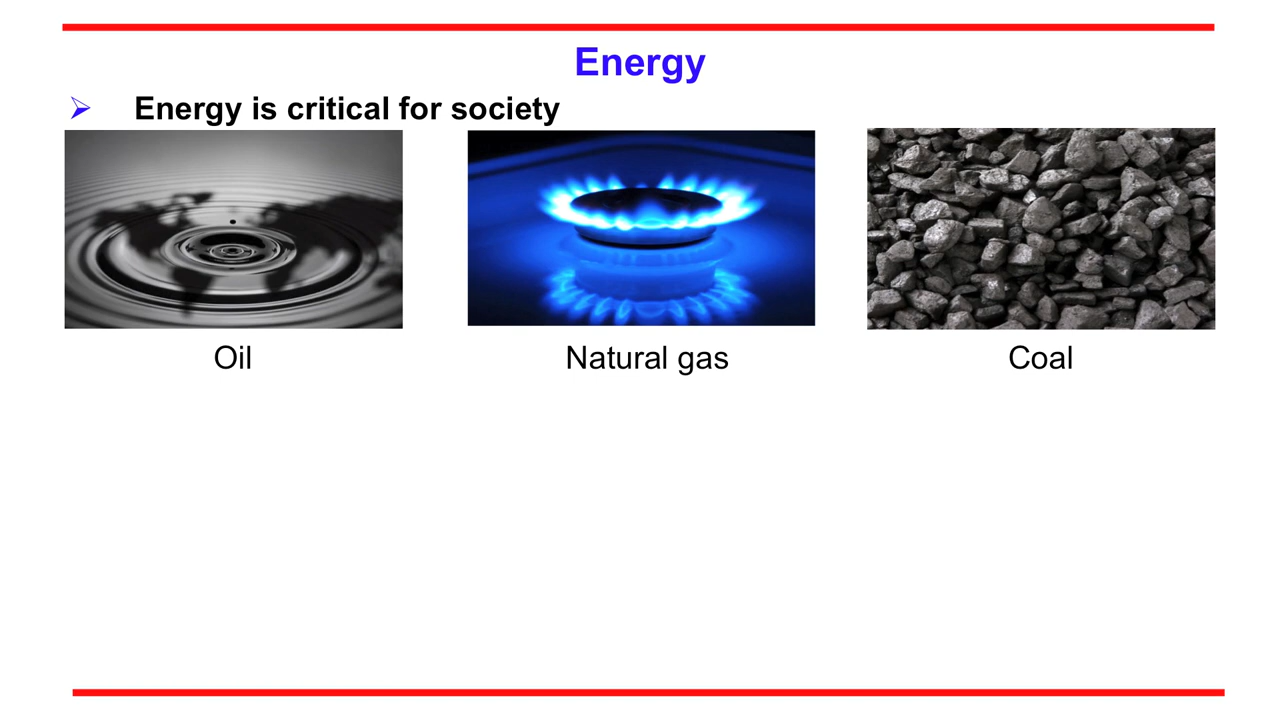 Energy
Energy is critical for society
Oil
Natural gas
Coal